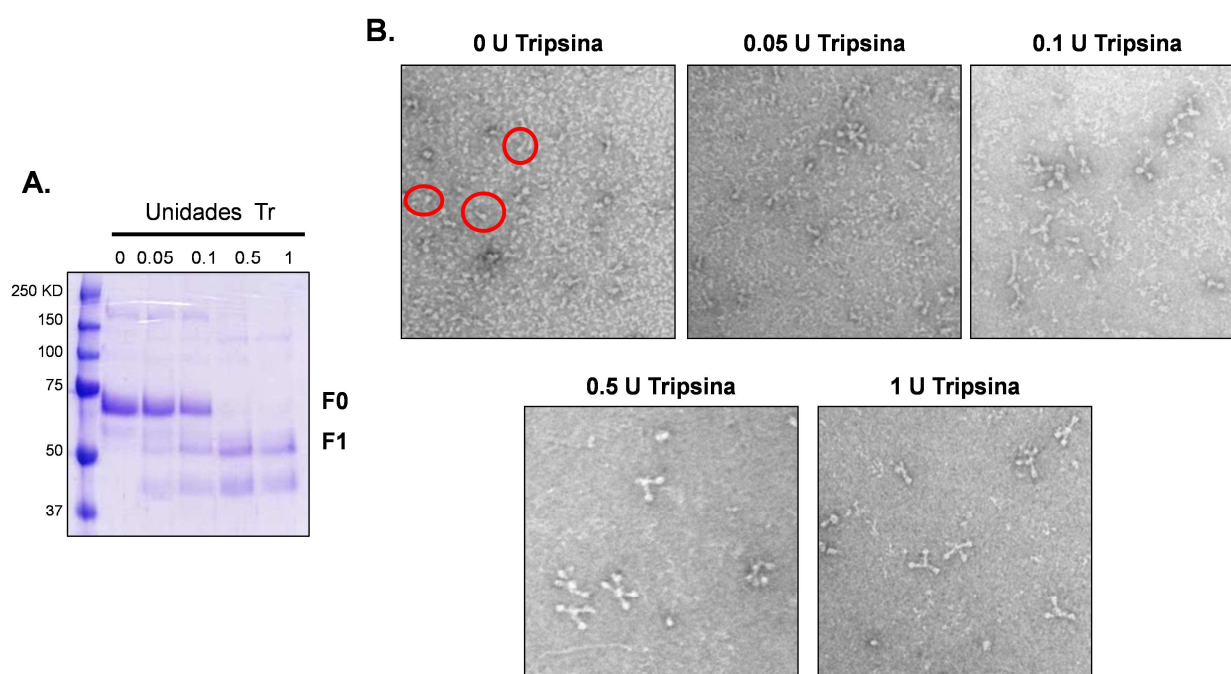 A.
Unidades Tr
0 0.05 0.1 0.5 1
250 KD
150
100
75
50
37
F0
F1
B.
0 U Tripsina
0.05 U Tripsina
0.1 U Tripsina
0.5 U Tripsina
1 U Tripsina